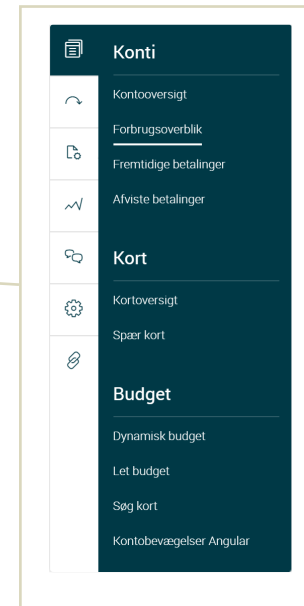 Konti
Kontooversigt
Forbrugsoverblik
Fremtidige betalinger
Afviste betalinger
Kort
Kortoversigt
Spær kort
Budget
Dynamisk budget
Let budget
Søg kort
Kontobevægelser Angular